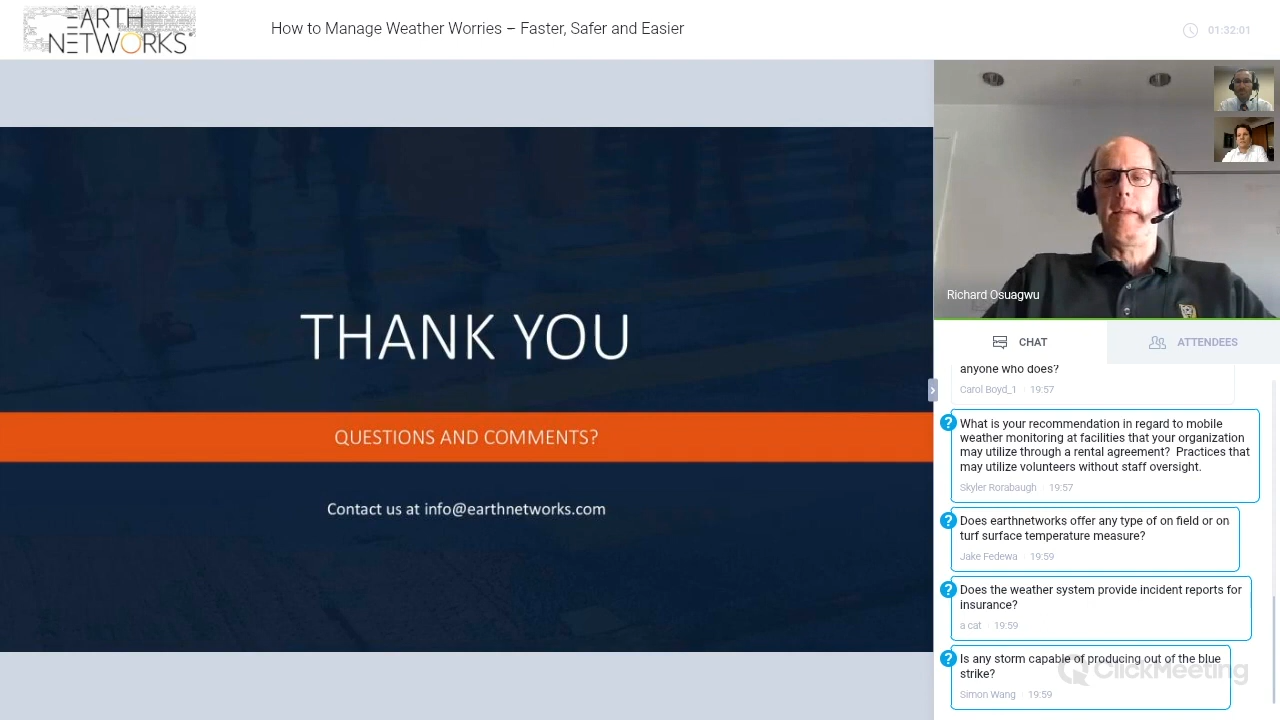 EARTH
NETWORKS
How to Manage Weather Worries – Faster, Safer and Easier
01:32:01
THANK YOU
QUESTIONS AND COMMENTS?
Contact us at info@earthnetworks.com
Richard Osuagwu
CHAT
ATTENDEES
anyone who does?
Carol Boyd_1 19:57
What is your recommendation in regard to mobile
weather monitoring at facilities that your organization
may utilize through a rental agreement? Practices that
may utilize volunteers without staff oversight.
Skyler Rorabaugh 19:57
Does earthnetworks offer any type of on field or on
turf surface temperature measure?
Jake Fedewa 19:59
Does the weather system provide incident reports for
insurance?
a cat 19:59
Is any storm capable of producing out of the blue
strike?
Simon Wang 19:59
ClickMeeting